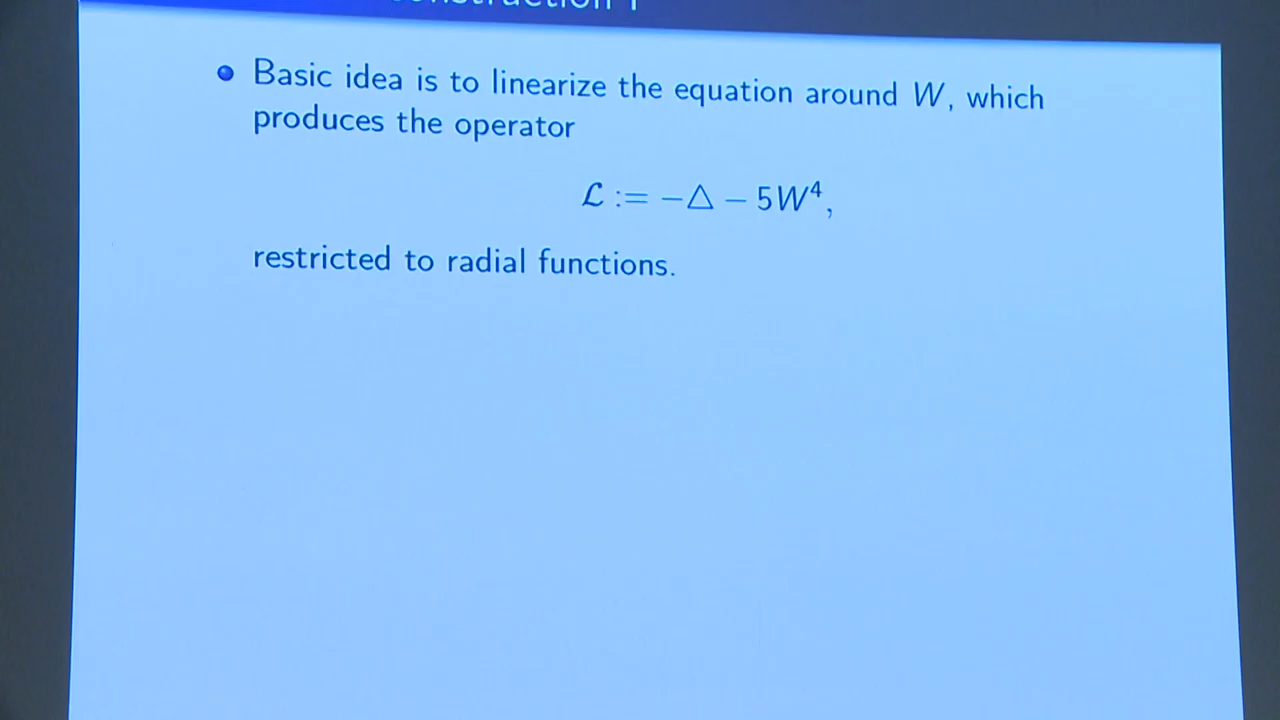 • Basic idea is to linearize the equation around W, which
produces the operator
ℒ := −△ − 5W⁴,
restricted to radial functions.